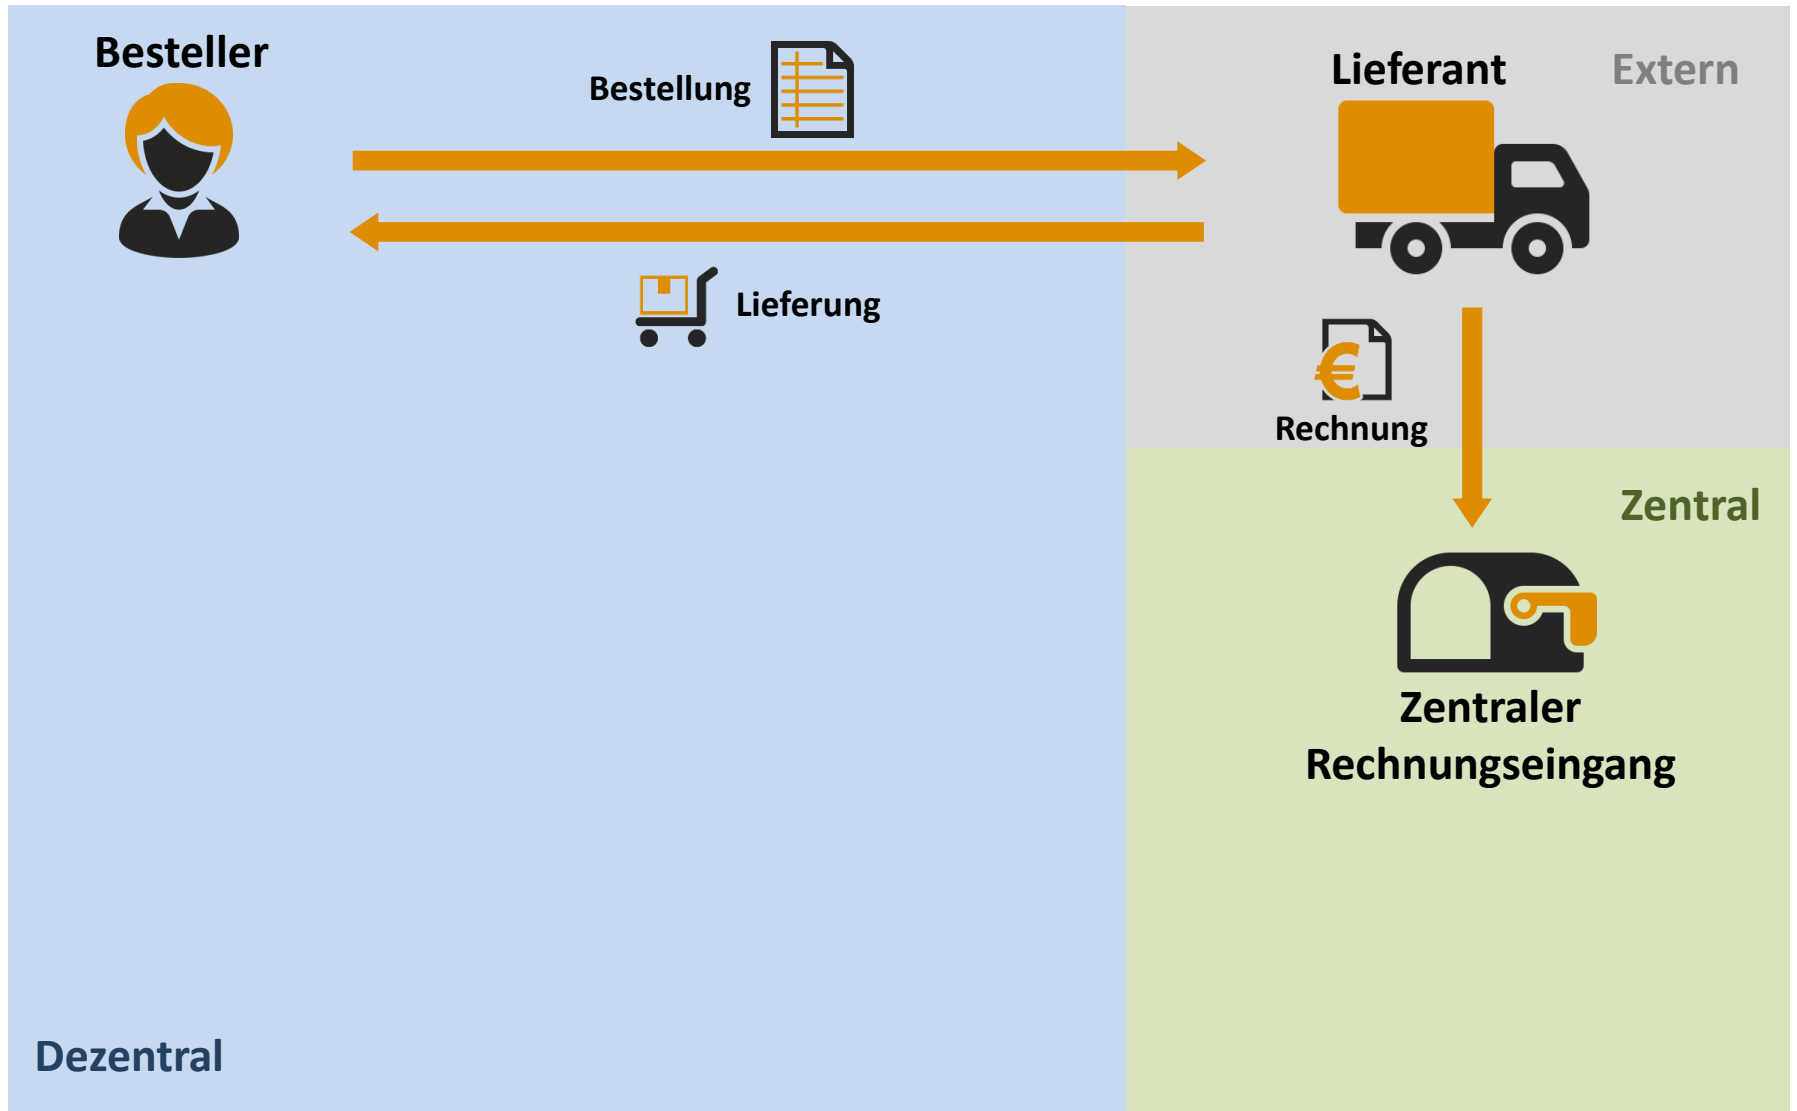 Besteller
Bestellung
Lieferant
Extern
Lieferung
€
Rechnung
Zentral
Zentraler
Rechnungseingang
Dezentral